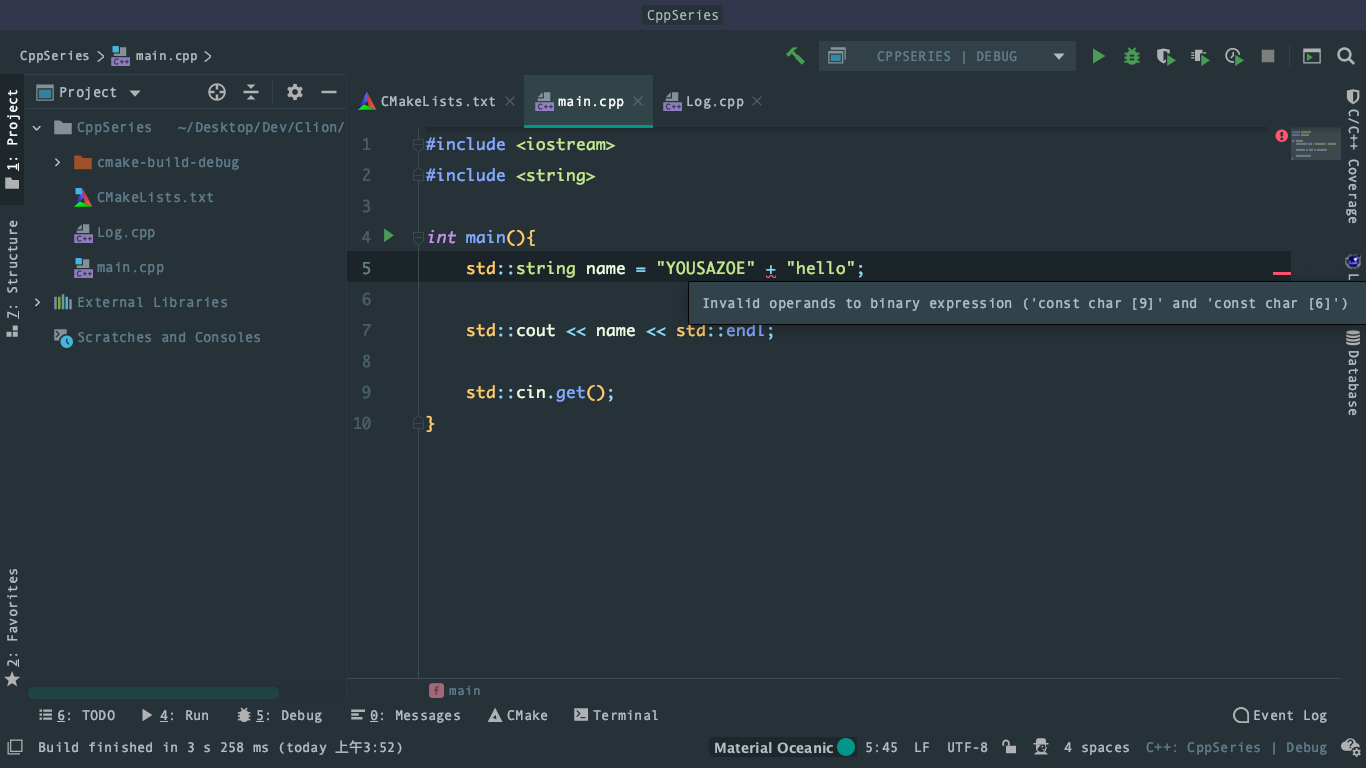 CppSeries
CppSeries > main.cpp >
CPPSERIES | DEBUG
1: Project
Z: Structure
2: Favorites
Project
CppSeries ~/Desktop/Dev/Clion/
cmake-build-debug
CMakeLists.txt
Log.cpp
main.cpp
External Libraries
Scratches and Consoles
CMakeLists.txt
main.cpp
Log.cpp
1 #include <iostream>
2 #include <string>
3
4 int main(){
5 std::string name = "YOUSAZOE" + "hello";
Invalid operands to binary expression ('const char [9]' and 'const char [6]')
6
7 std::cout << name << std::endl;
8
9 std::cin.get();
10 }
C/C++ Coverage
Database
f main
6: TODO 4: Run 5: Debug 0: Messages CMake Terminal Event Log
Build finished in 3 s 258 ms (today 上午3:52) Material Oceanic 5:45 LF UTF-8 4 spaces C++: CppSeries | Debug